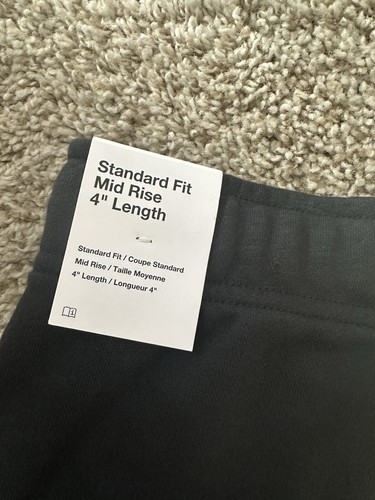 Standard Fit
Mid Rise
4" Length
Standard Fit / Coupe Standard
Mid Rise / Taille Moyenne
4" Length / Longueur 4"